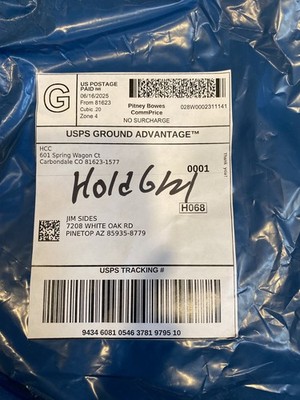 G
US POSTAGE
PAID
06/16/2025
From 81623
Cubic .20
Zone 4
Pitney Bowes
CommPrice
NO SURCHARGE
028W0002311141
USPS GROUND ADVANTAGE™
HCC
601 Spring Wagon Ct
Carbondale CO 81623-1577
0001
Hold
H068
JIM SIDES
7208 WHITE OAK RD
PINETOP AZ 85935-8779
USPS TRACKING #
9434 6081 0546 3781 9795 10